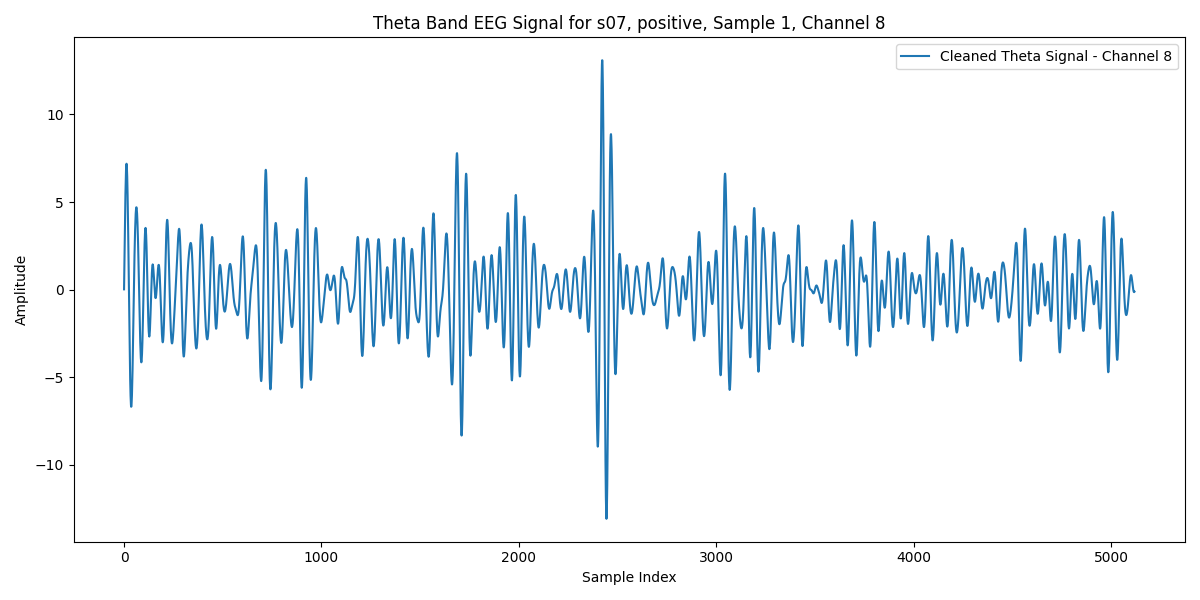 Theta Band EEG Signal for s07, positive, Sample 1, Channel 8
Cleaned Theta Signal - Channel 8
Amplitude
10
5
0
−5
−10
0
1000
2000
3000
4000
5000
Sample Index